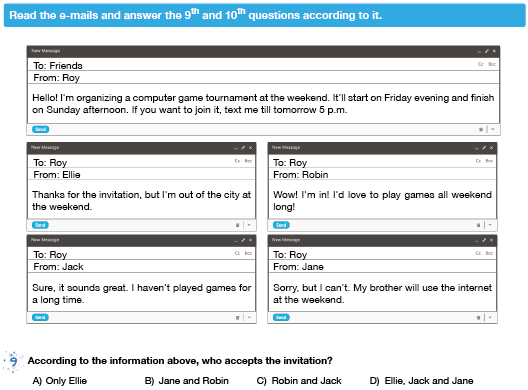 Read the e-mails and answer the 9th and 10th questions according to it.
New Message
To: Friends
Cc Bcc
From: Roy
Hello! I'm organizing a computer game tournament at the weekend. It'll start on Friday evening and finish
on Sunday afternoon. If you want to join it, text me till tomorrow 5 p.m.
Send
New Message
To: Roy
Cc Bcc
From: Ellie
Thanks for the invitation, but I'm out of the city at
the weekend.
Send
New Message
To: Roy
Cc Bcc
From: Robin
Wow! I'm in! I'd love to play games all weekend
long!
Send
New Message
To: Roy
Cc Bcc
From: Jack
Sure, it sounds great. I haven't played games for
a long time.
Send
New Message
To: Roy
Cc Bcc
From: Jane
Sorry, but I can't. My brother will use the internet
at the weekend.
Send
9 According to the information above, who accepts the invitation?
A) Only Ellie B) Jane and Robin C) Robin and Jack D) Ellie, Jack and Jane